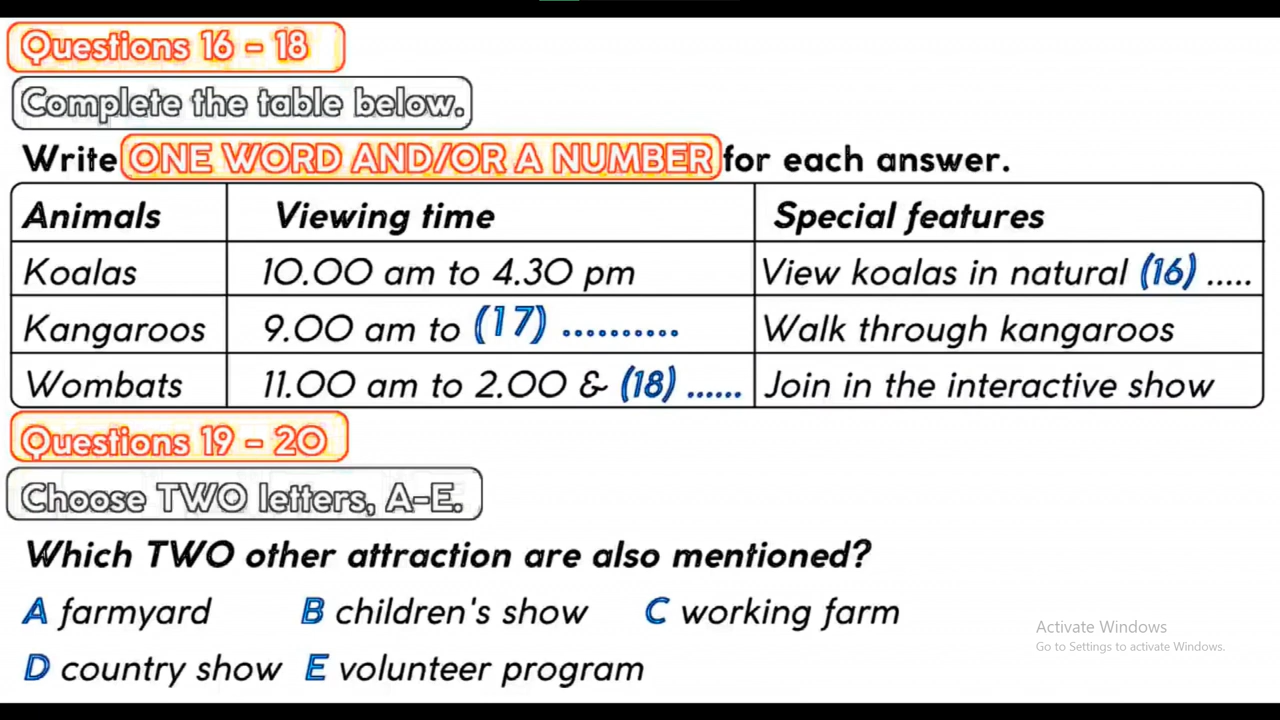 Questions 16 - 18
Complete the table below.
Write ONE WORD AND/OR A NUMBER for each answer.
Animals Viewing time Special features
Koalas 10.00 am to 4.30 pm View koalas in natural (16) .....
Kangaroos 9.00 am to (17) .......... Walk through kangaroos
Wombats 11.00 am to 2.00 & (18) ...... Join in the interactive show
Questions 19 - 20
Choose TWO letters, A-E.
Which TWO other attraction are also mentioned?
A farmyard B children's show C working farm
D country show E volunteer program
Activate Windows
Go to Settings to activate Windows.